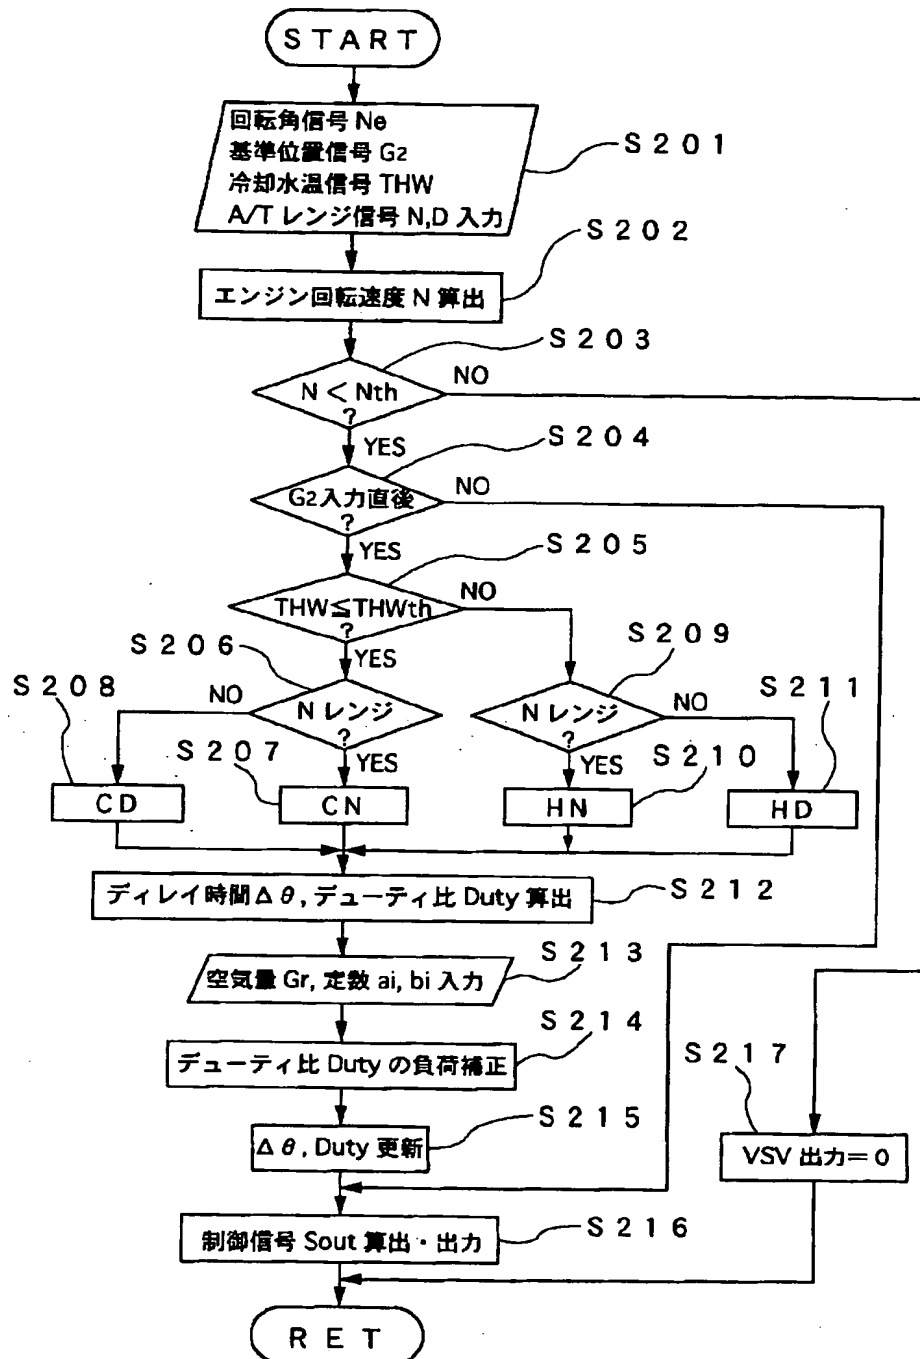 START
回転角信号 Ne
基準位置信号 G2
冷却水温信号 THW
A/T レンジ信号 N,D 入力
S201
S202
エンジン回転速度 N 算出
S203
N < Nth
?
NO
YES
S204
G2入力直後
?
NO
YES
S205
THW≦THWth
?
NO
YES
S206
S209
S208
NO
N レンジ
?
YES
S207
N レンジ
?
NO
YES
S210
S211
CD
CN
HN
HD
ディレイ時間Δθ,デューティ比 Duty 算出
S212
S213
空気量 Gr, 定数 ai, bi 入力
S214
デューティ比 Duty の負荷補正
S217
S215
Δθ, Duty 更新
VSV 出力=0
S216
制御信号 Sout 算出・出力
RET